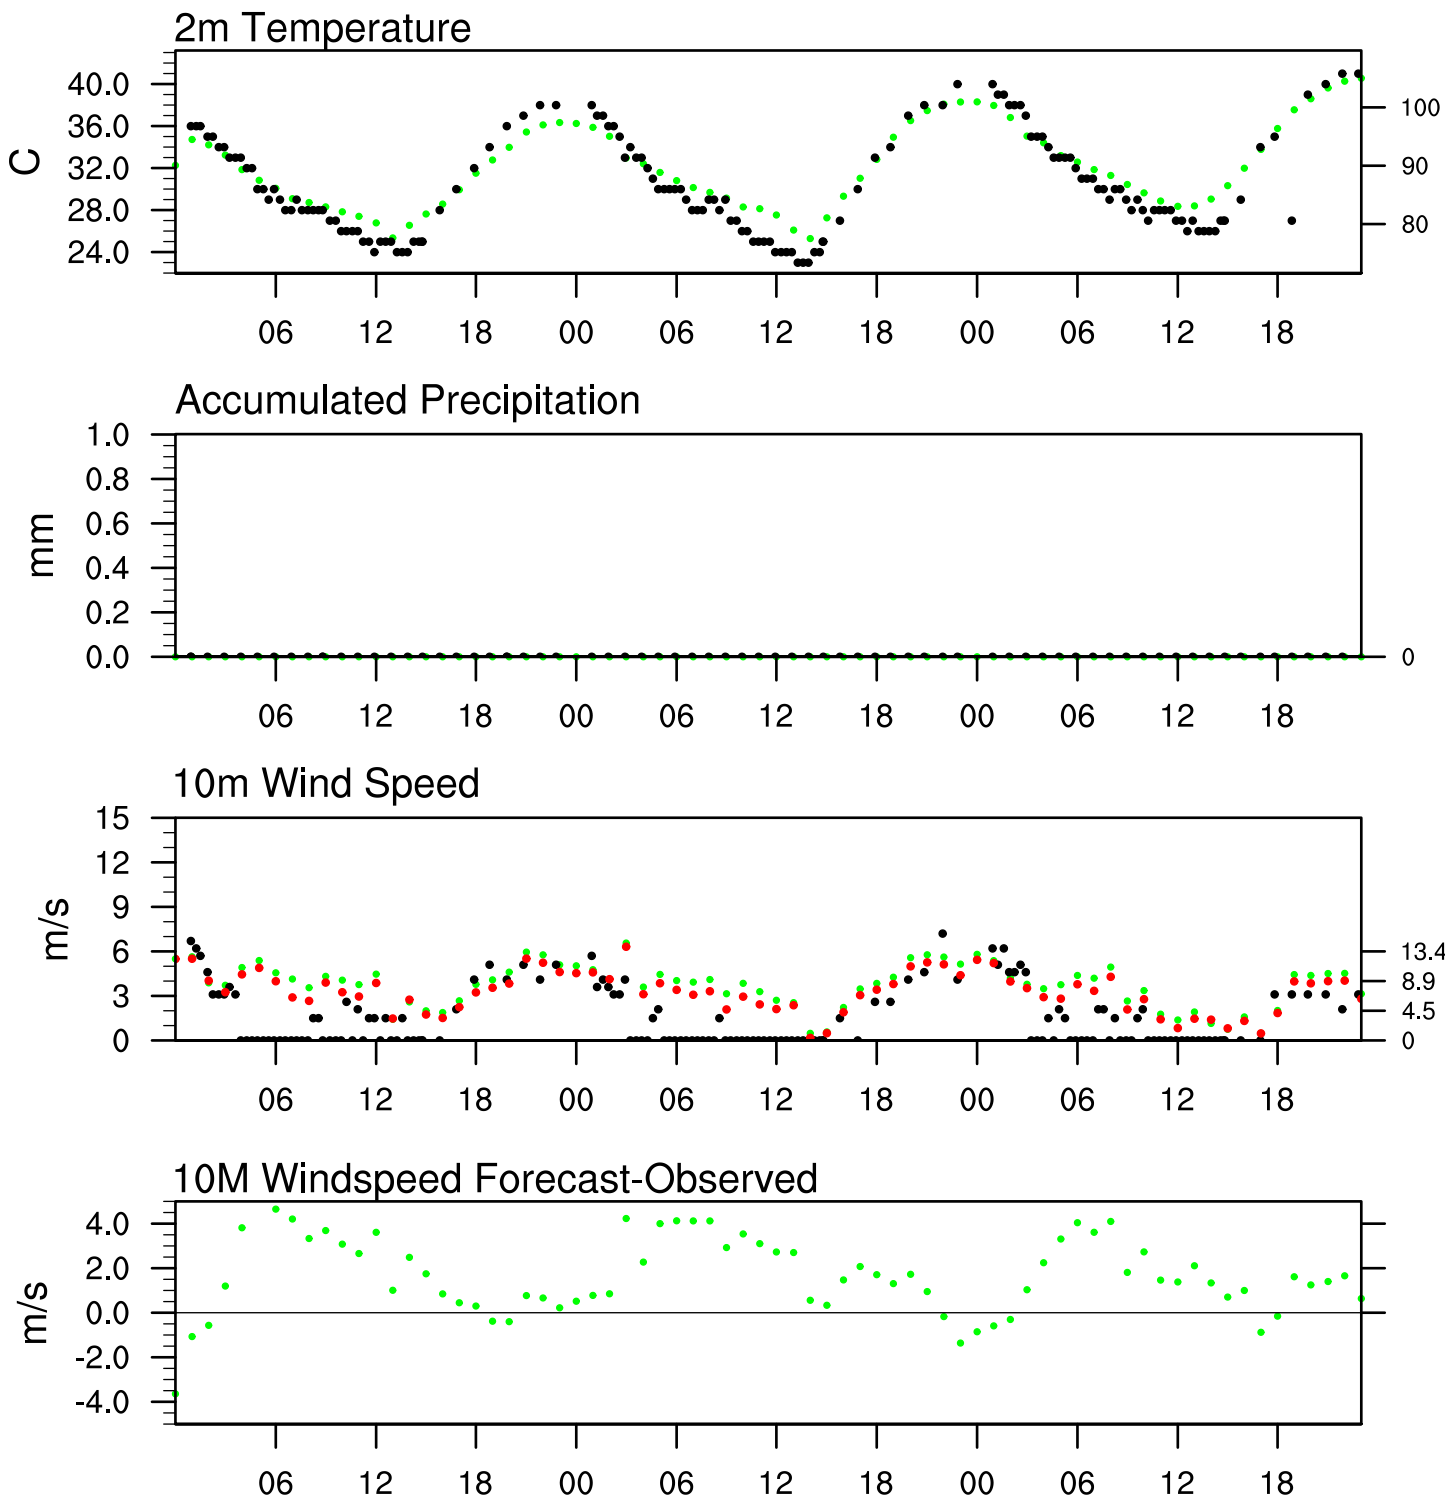 2m Temperature
40.0
36.0
32.0
28.0
24.0
C
100
90
80
06 12 18 00 06 12 18 00 06 12 18
Accumulated Precipitation
1.0
0.8
0.6
0.4
0.2
0.0
mm
0
06 12 18 00 06 12 18 00 06 12 18
10m Wind Speed
15
12
9
6
3
0
m/s
13.4
8.9
4.5
0
06 12 18 00 06 12 18 00 06 12 18
10M Windspeed Forecast-Observed
4.0
2.0
0.0
-2.0
-4.0
m/s
06 12 18 00 06 12 18 00 06 12 18